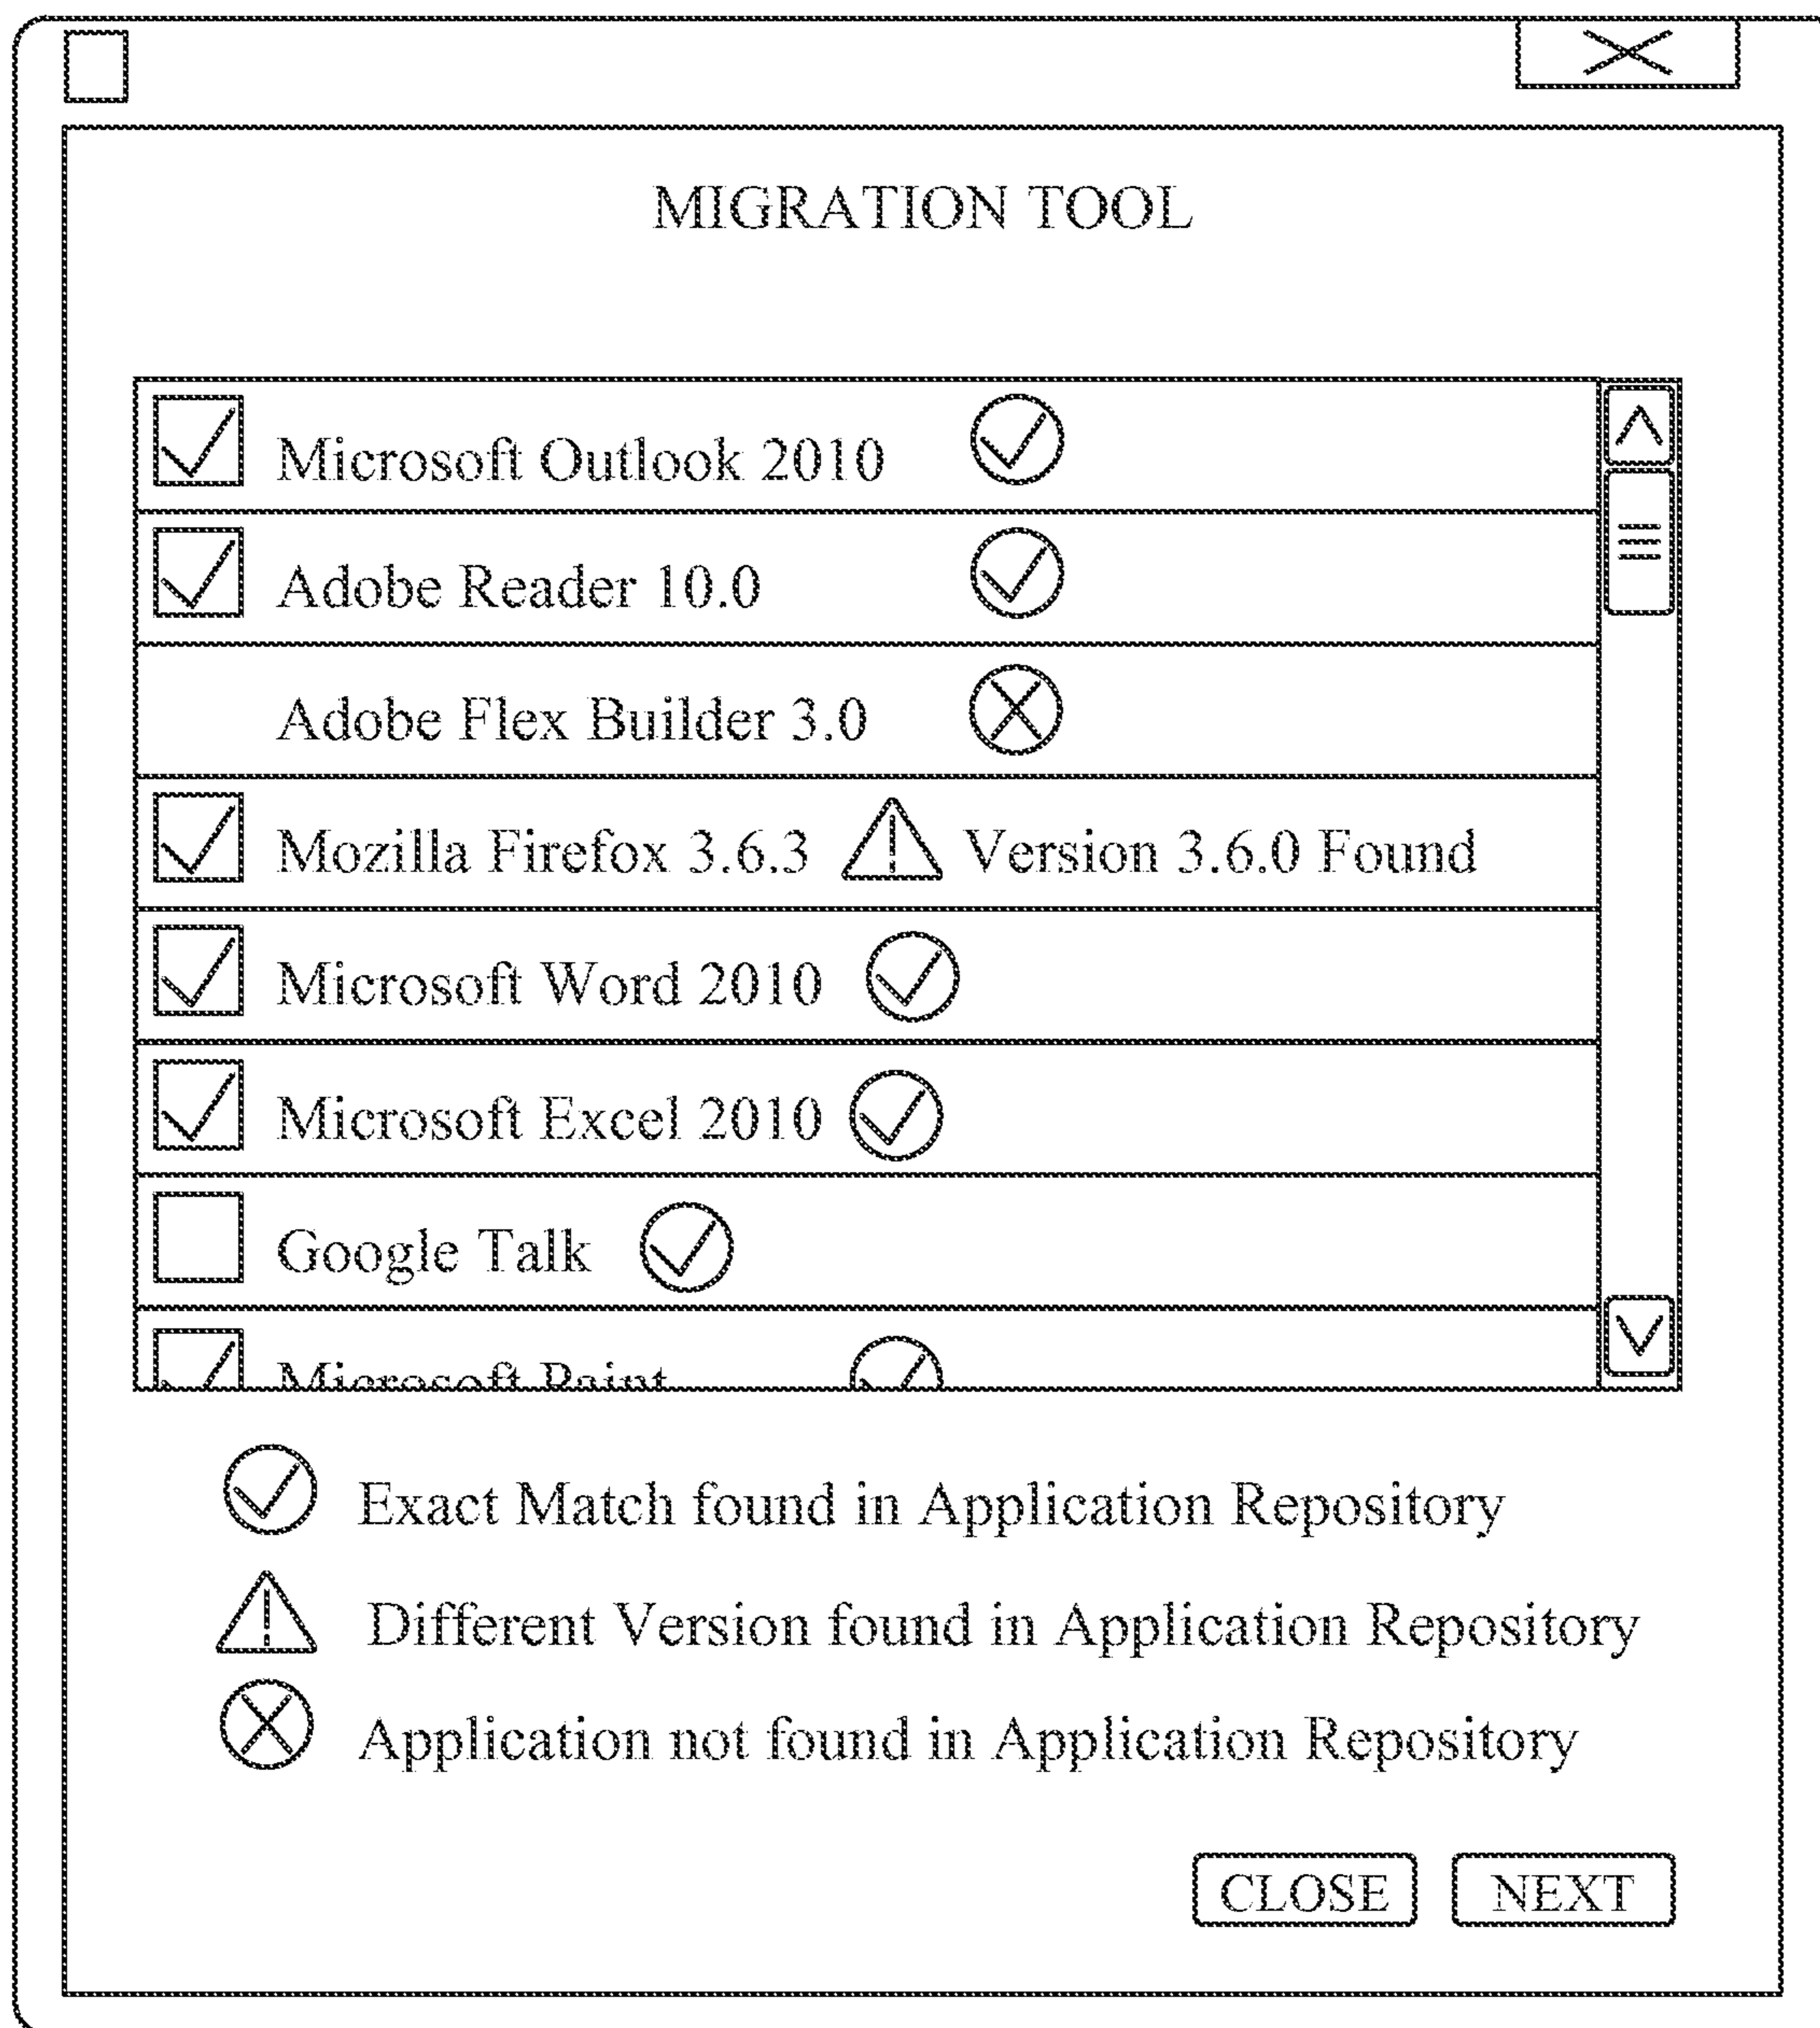 MIGRATION TOOL
Microsoft Outlook 2010
Adobe Reader 10.0
Adobe Flex Builder 3.0
Mozilla Firefox 3.6.3 Version 3.6.0 Found
Microsoft Word 2010
Microsoft Excel 2010
Google Talk
Microsoft Paint
Exact Match found in Application Repository
Different Version found in Application Repository
Application not found in Application Repository
CLOSE NEXT